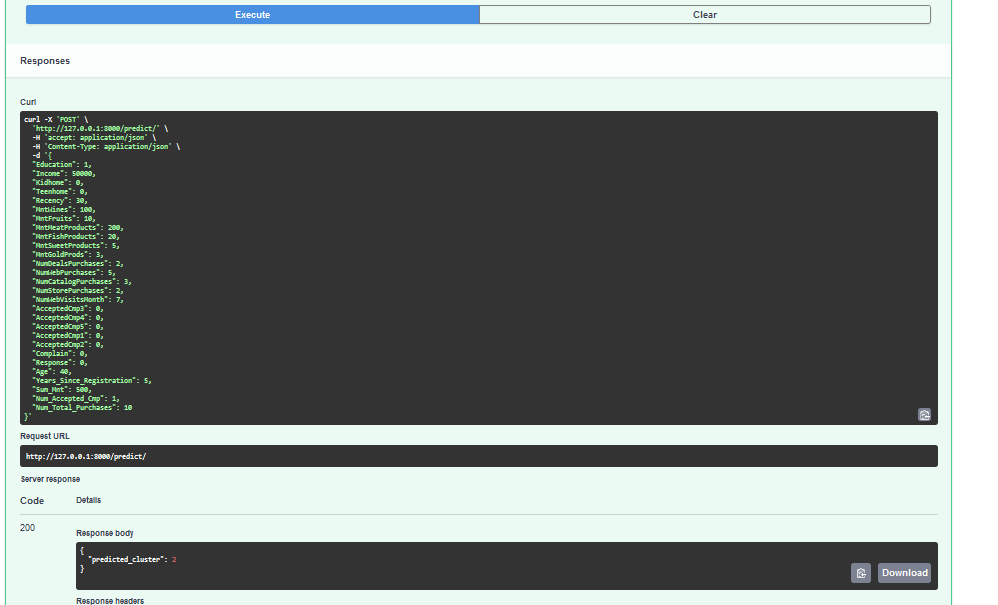 Execute
Clear
Responses
Curl
curl -X 'POST' \
'http://127.0.0.1:8000/predict/' \
-H 'accept: application/json' \
-H 'Content-Type: application/json' \
-d '{
"Education": 1,
"Income": 50000,
"Kidhome": 0,
"Teenhome": 0,
"Recency": 30,
"MntWines": 100,
"MntFruits": 10,
"MntMeatProducts": 200,
"MntFishProducts": 20,
"MntSweetProducts": 5,
"MntGoldProds": 3,
"NumDealsPurchases": 2,
"NumWebPurchases": 5,
"NumCatalogPurchases": 3,
"NumStorePurchases": 2,
"NumWebVisitsMonth": 7,
"AcceptedCmp3": 0,
"AcceptedCmp4": 0,
"AcceptedCmp5": 0,
"AcceptedCmp1": 0,
"AcceptedCmp2": 0,
"Complain": 0,
"Response": 0,
"Age": 40,
"Years_Since_Registration": 5,
"Sum_Mnt": 500,
"Num_Accepted_Cmp": 1,
"Num_Total_Purchases": 10
}'
Request URL
http://127.0.0.1:8000/predict/
Server response
Code Details
200
Response body
{
"predicted_cluster": 2
}
Download
Response headers